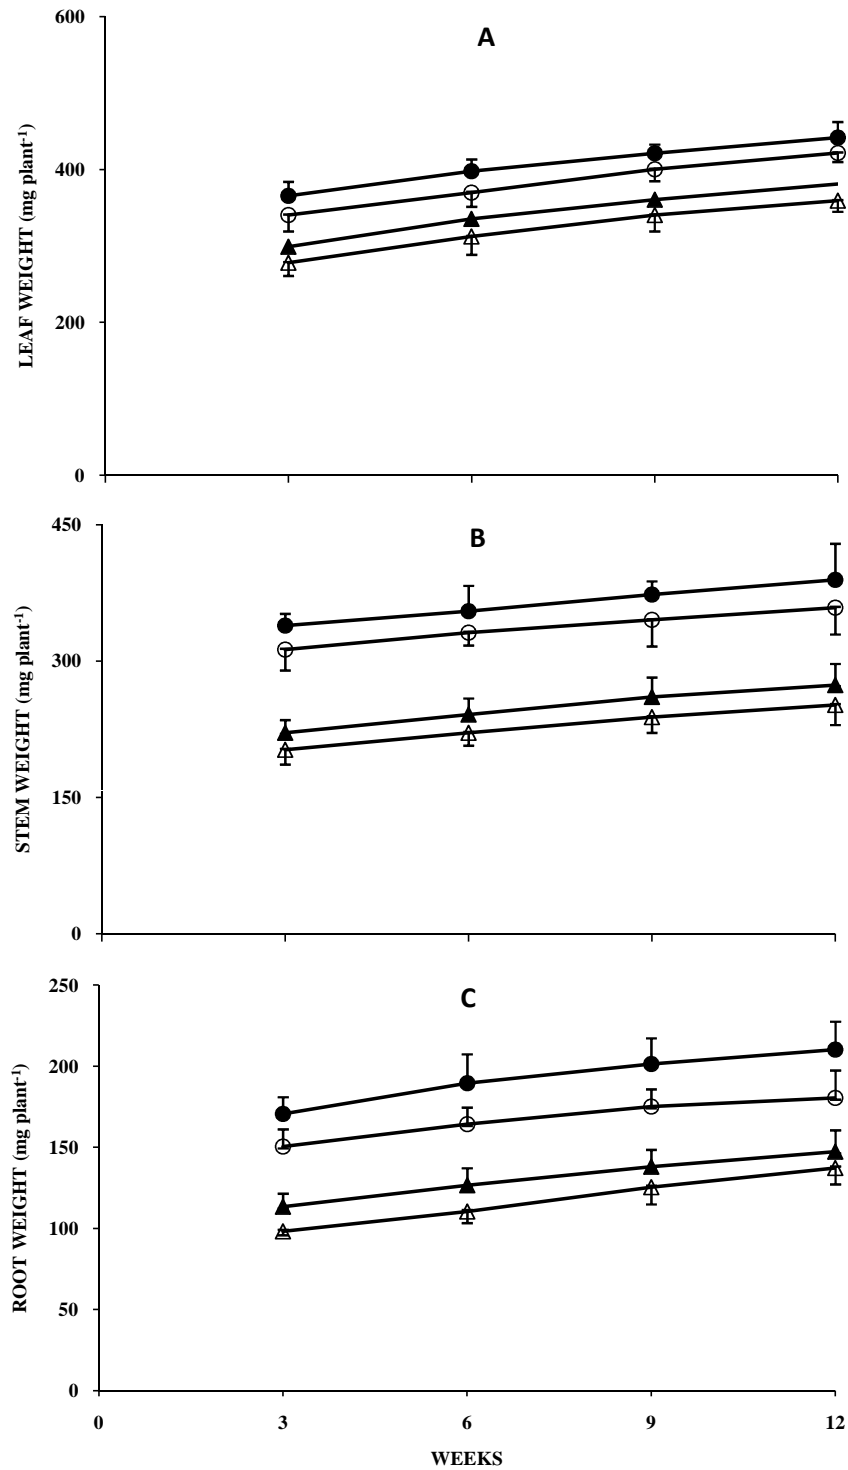 A
LEAF WEIGHT (mg plant⁻¹)
600
400
200
0
B
STEM WEIGHT (mg plant⁻¹)
450
300
150
0
C
ROOT WEIGHT (mg plant⁻¹)
250
200
150
100
50
0
0 3 6 9 12
WEEKS